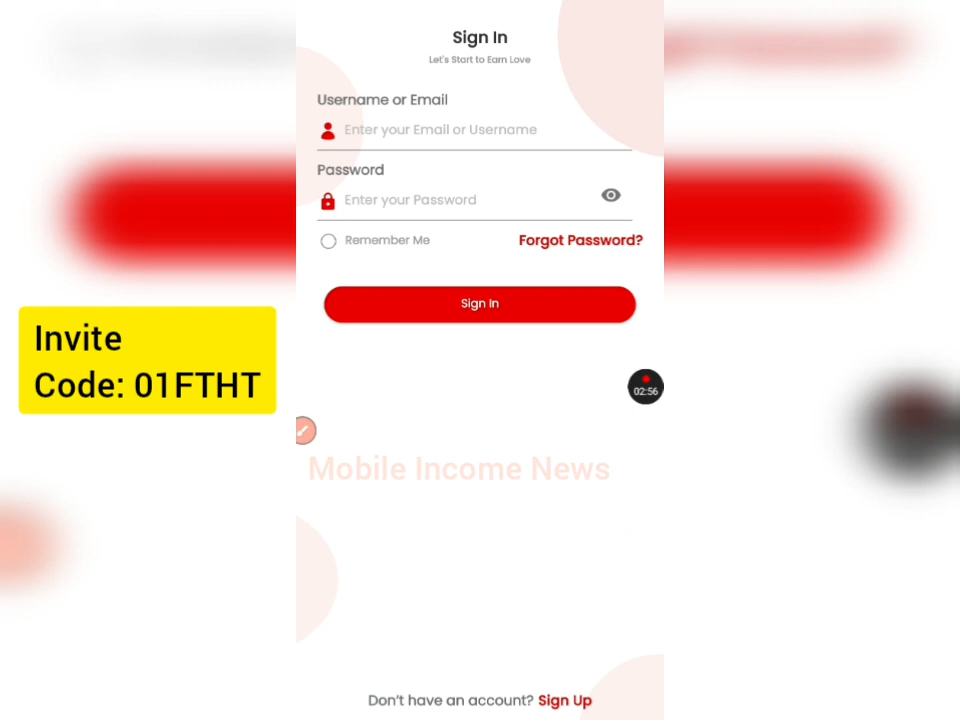 Sign In
Let's Start to Earn Love
Username or Email
Enter your Email or Username
Password
Enter your Password
Remember Me
Forgot Password?
Sign In
Invite
Code: 01FTHT
02:56
Mobile Income News
Don't have an account? Sign Up